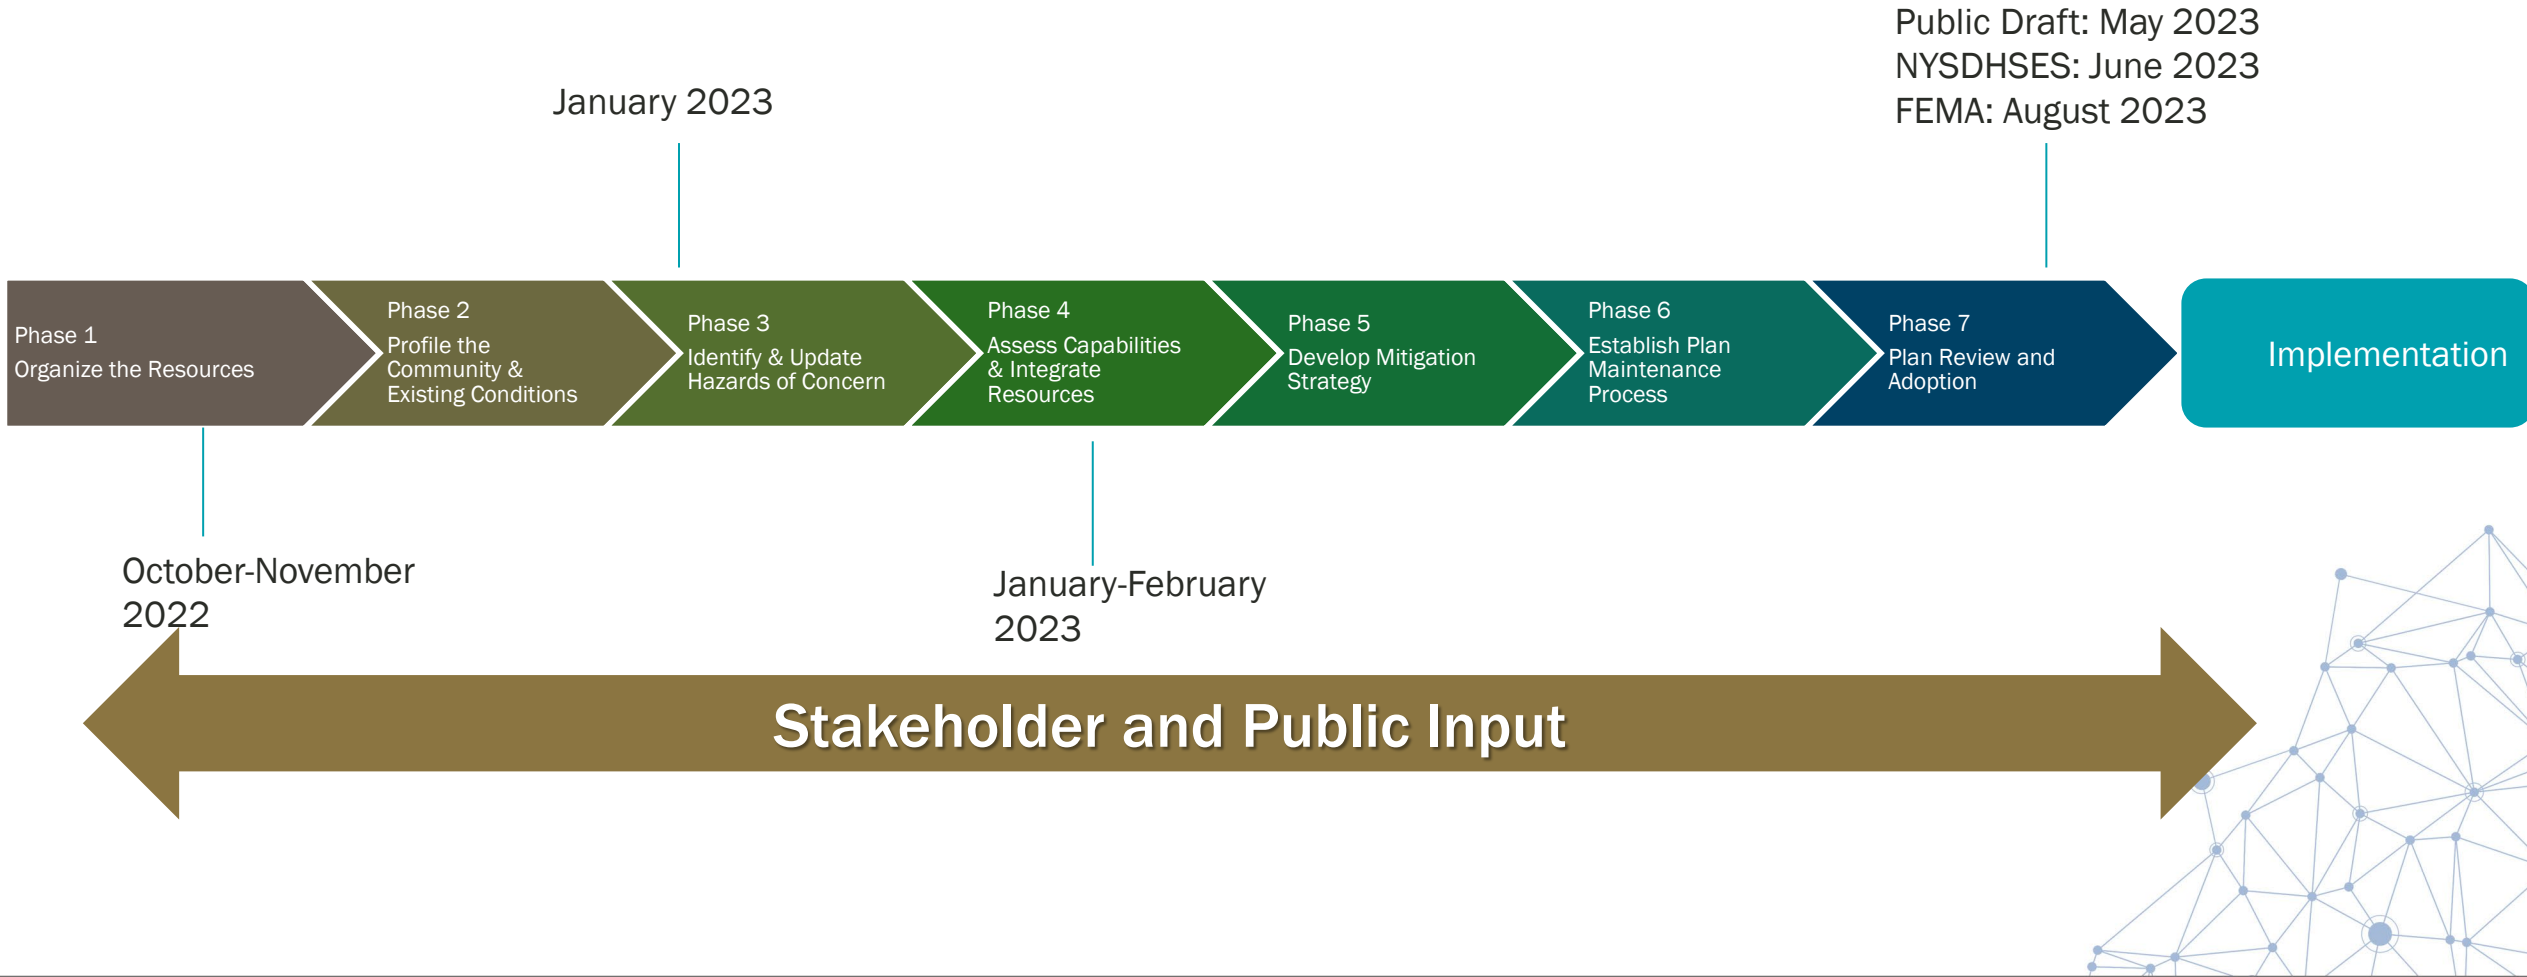 Public Draft: May 2023
NYSDHSES: June 2023
FEMA: August 2023
January 2023
Phase 1
Organize the Resources
Phase 2
Profile the
Community &
Existing Conditions
Phase 3
Identify & Update
Hazards of Concern
Phase 4
Assess Capabilities
& Integrate
Resources
Phase 5
Develop Mitigation
Strategy
Phase 6
Establish Plan
Maintenance
Process
Phase 7
Plan Review and
Adoption
Implementation
October-November
2022
January-February
2023
Stakeholder and Public Input